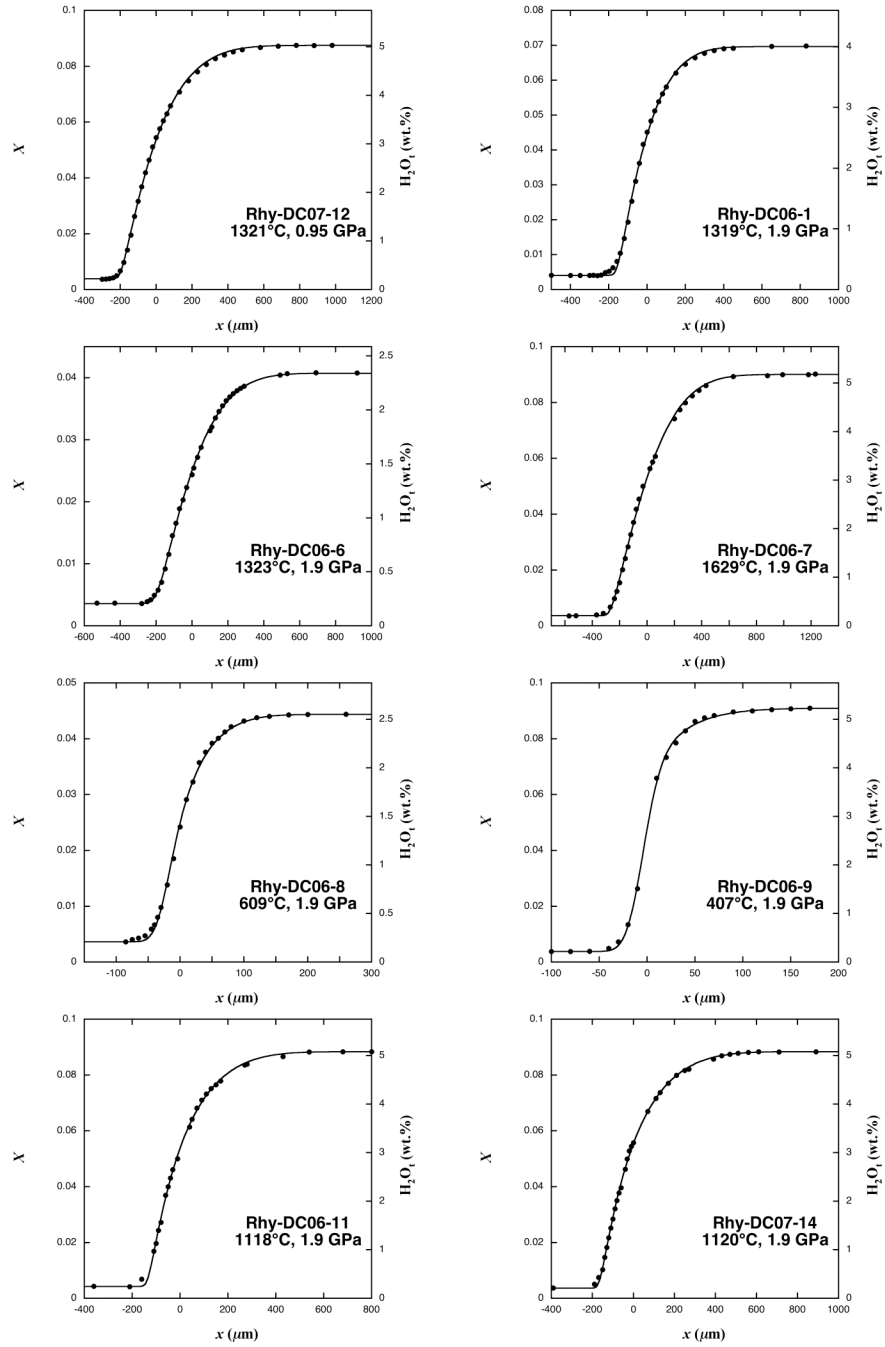 0.1
0.08
0.06
0.04
0.02
0
X
5
4
3
2
1
0
H₂Oₜ (wt.%)
Rhy-DC07-12
1321°C, 0.95 GPa
-400 -200 0 200 400 600 800 1000 1200
x (μm)
0.08
0.07
0.06
0.05
0.04
0.03
0.02
0.01
0
X
4
3
2
1
0
H₂Oₜ (wt.%)
Rhy-DC06-1
1319°C, 1.9 GPa
-400 -200 0 200 400 600 800 1000
x (μm)
0.04
0.03
0.02
0.01
0
X
2.5
2
1.5
1
0.5
0
H₂Oₜ (wt.%)
Rhy-DC06-6
1323°C, 1.9 GPa
-600 -400 -200 0 200 400 600 800 1000
x (μm)
0.1
0.08
0.06
0.04
0.02
0
X
5
4
3
2
1
0
H₂Oₜ (wt.%)
Rhy-DC06-7
1629°C, 1.9 GPa
-400 0 400 800 1200
x (μm)
0.05
0.04
0.03
0.02
0.01
0
X
2.5
2
1.5
1
0.5
0
H₂Oₜ (wt.%)
Rhy-DC06-8
609°C, 1.9 GPa
-100 0 100 200 300
x (μm)
0.1
0.08
0.06
0.04
0.02
0
X
5
4
3
2
1
0
H₂Oₜ (wt.%)
Rhy-DC06-9
407°C, 1.9 GPa
-100 -50 0 50 100 150 200
x (μm)
0.1
0.08
0.06
0.04
0.02
0
X
5
4
3
2
1
0
H₂Oₜ (wt.%)
Rhy-DC06-11
1118°C, 1.9 GPa
-400 -200 0 200 400 600 800
x (μm)
0.1
0.08
0.06
0.04
0.02
0
X
5
4
3
2
1
0
H₂Oₜ (wt.%)
Rhy-DC07-14
1120°C, 1.9 GPa
-400 -200 0 200 400 600 800 1000
x (μm)